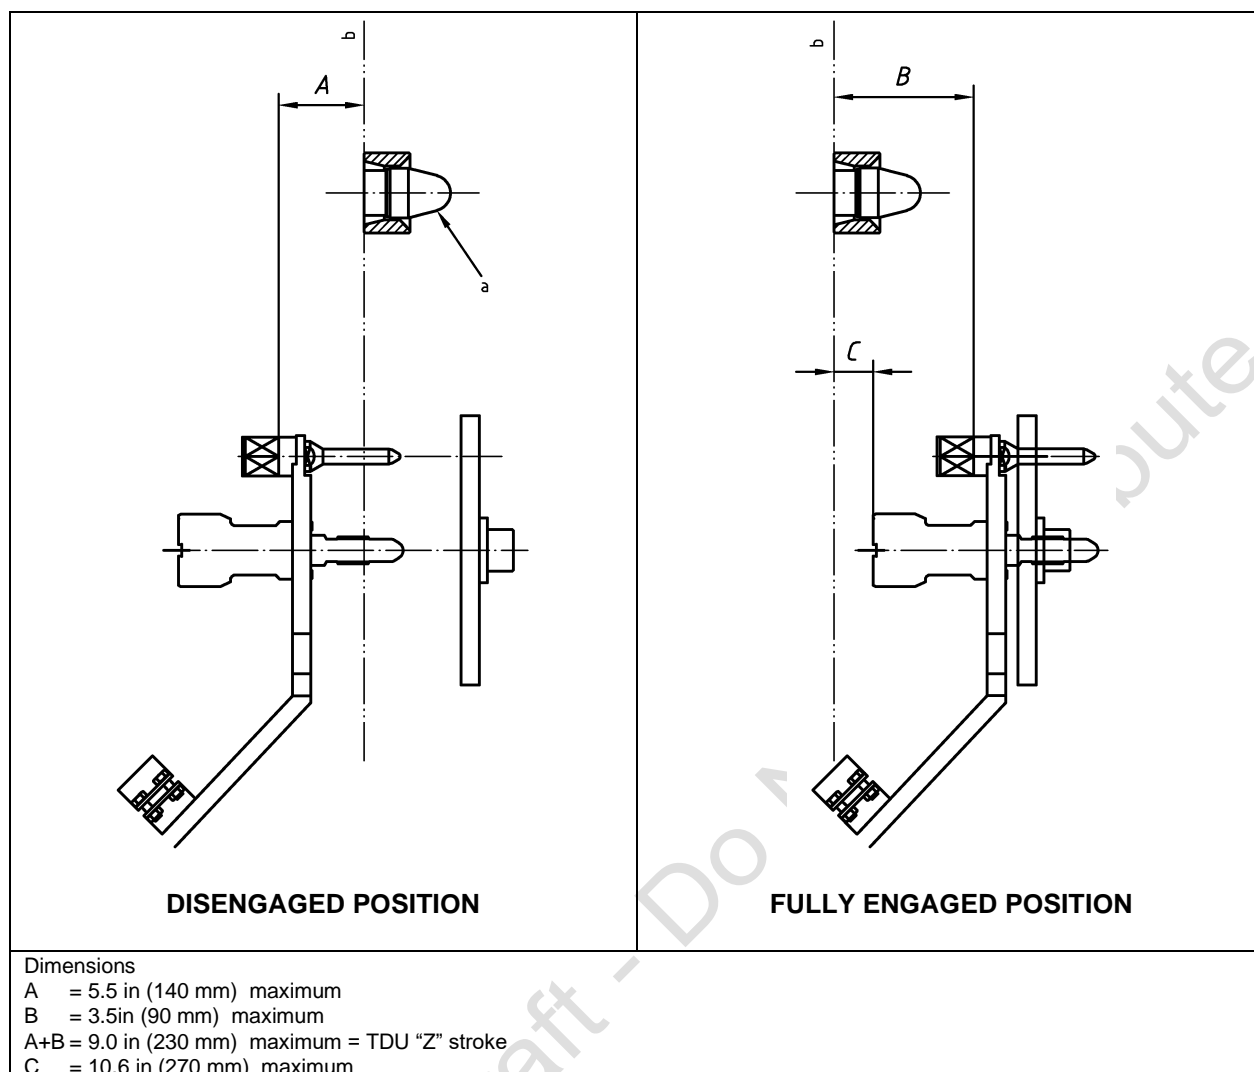 b
A
a
DISENGAGED POSITION
b
B
C
FULLY ENGAGED POSITION
Dimensions
A = 5.5 in (140 mm) maximum
B = 3.5in (90 mm) maximum
A+B = 9.0 in (230 mm) maximum = TDU “Z” stroke
C = 10.6 in (270 mm) maximum
Do